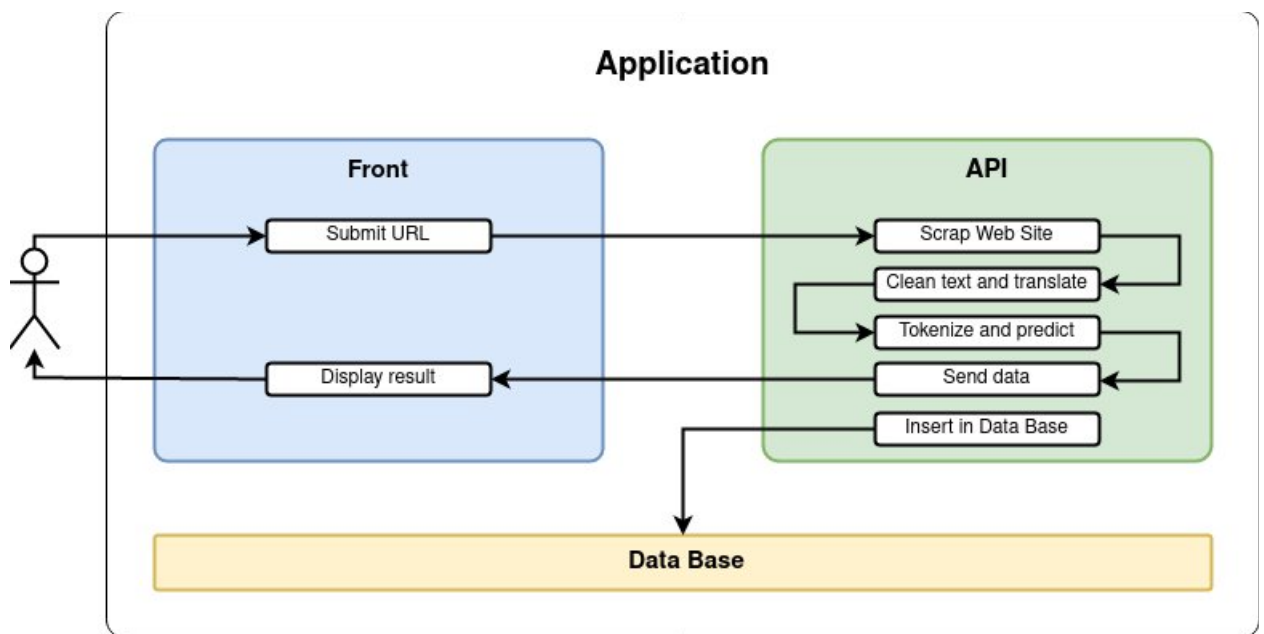 Application
Front
API
Submit URL
Scrap Web Site
Clean text and translate
Tokenize and predict
Display result
Send data
Insert in Data Base
Data Base